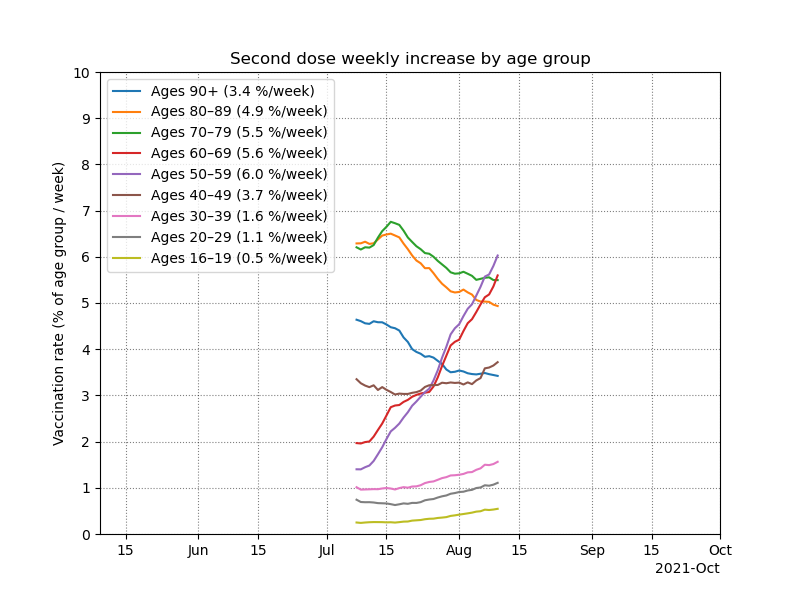 Second dose weekly increase by age group
Vaccination rate (% of age group / week)
10
9
8
7
6
5
4
3
2
1
0
Ages 90+ (3.4 %/week)
Ages 80–89 (4.9 %/week)
Ages 70–79 (5.5 %/week)
Ages 60–69 (5.6 %/week)
Ages 50–59 (6.0 %/week)
Ages 40–49 (3.7 %/week)
Ages 30–39 (1.6 %/week)
Ages 20–29 (1.1 %/week)
Ages 16–19 (0.5 %/week)
15 Jun 15 Jul 15 Aug 15 Sep 15 Oct
2021-Oct